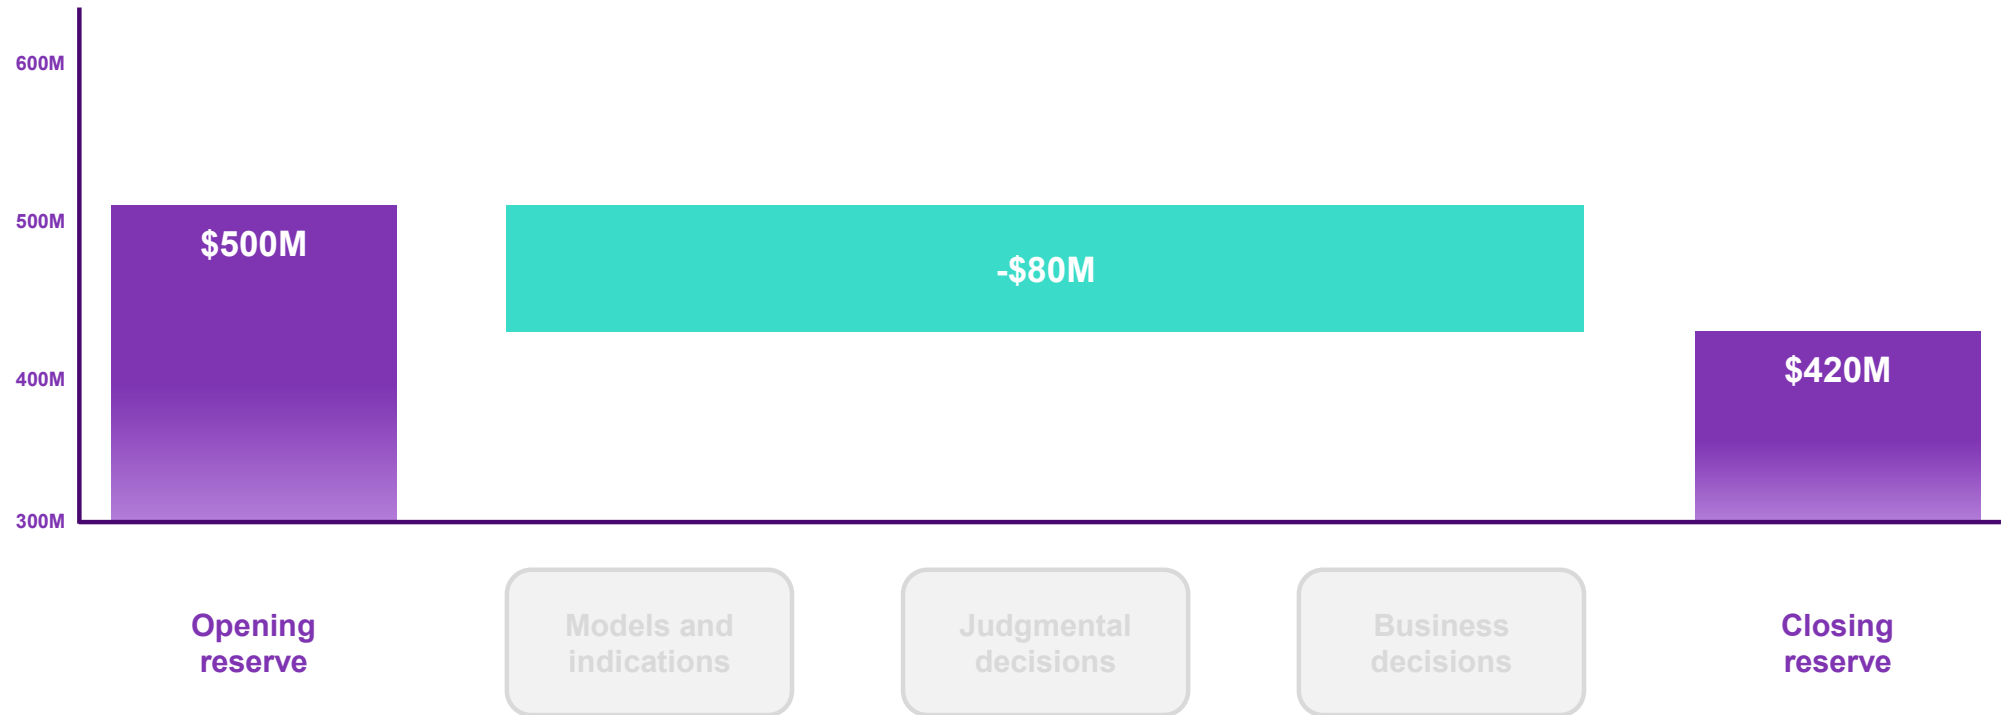 600M
500M
400M
300M
$500M
-$80M
$420M
Opening
reserve
Models and
indications
Judgmental
decisions
Business
decisions
Closing
reserve